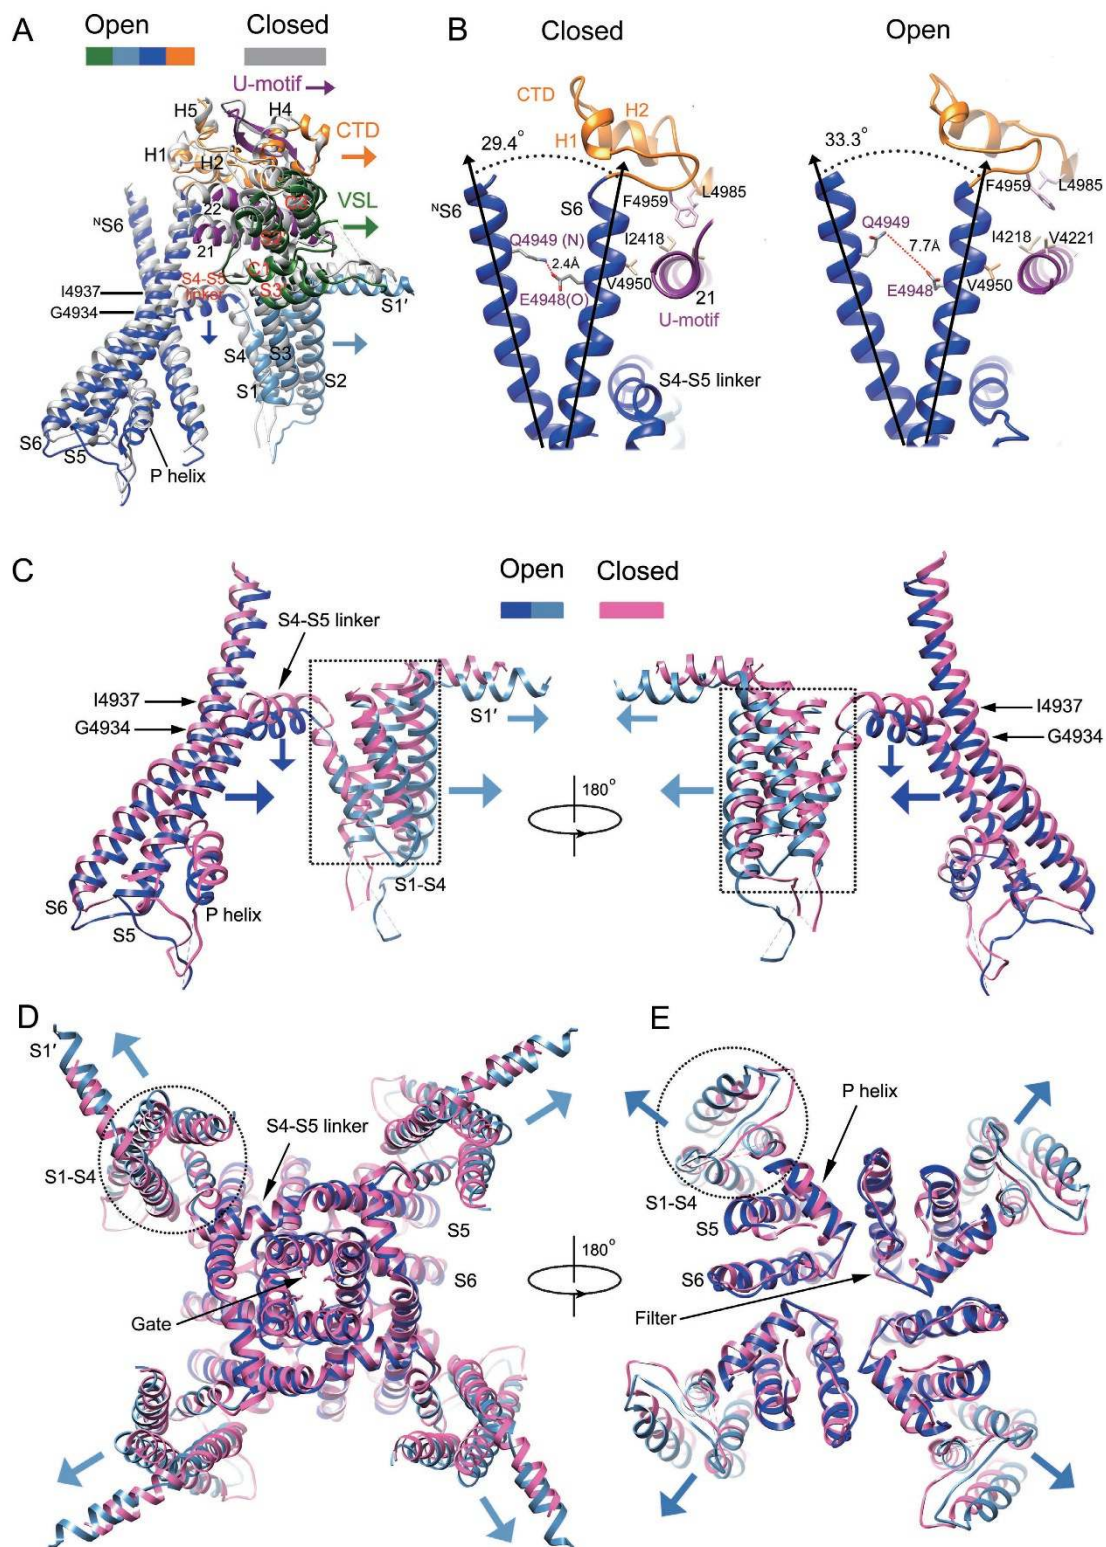 A
Open
Closed
U-motif
H5
H4
CTD
H1
H2
VSL
C2
ᴺS6
22
21
C1
S4-S5
linker
S3'
I4937
G4934
S1'
S4
S3
S1
S2
S6
S5
P helix
B
Closed
Open
CTD
H2
H1
29.4°
ᴺS6
S6
F4959
L4985
Q4949 (N)
I2418
2.4Å
E4948(O)
V4950
21
U-motif
S4-S5 linker
33.3°
F4959
L4985
Q4949
7.7Å
I4218
V4221
E4948
V4950
C
Open
Closed
S4-S5 linker
I4937
G4934
S1'
180°
S1-S4
S6
S5
P helix
I4937
G4934
D
S1'
S4-S5 linker
S1-S4
S5
S6
Gate
180°
E
P helix
S1-S4
S5
S6
Filter